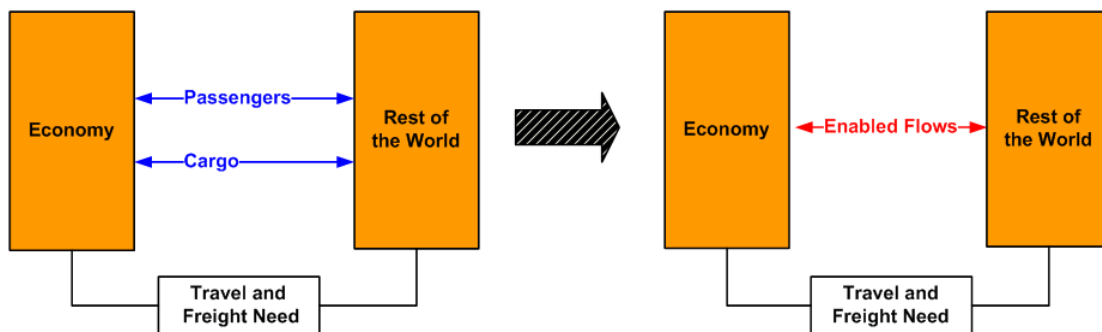 Economy
Passengers
Cargo
Rest of
the World
Travel and
Freight Need
Economy
Enabled Flows
Rest of
the World
Travel and
Freight Need